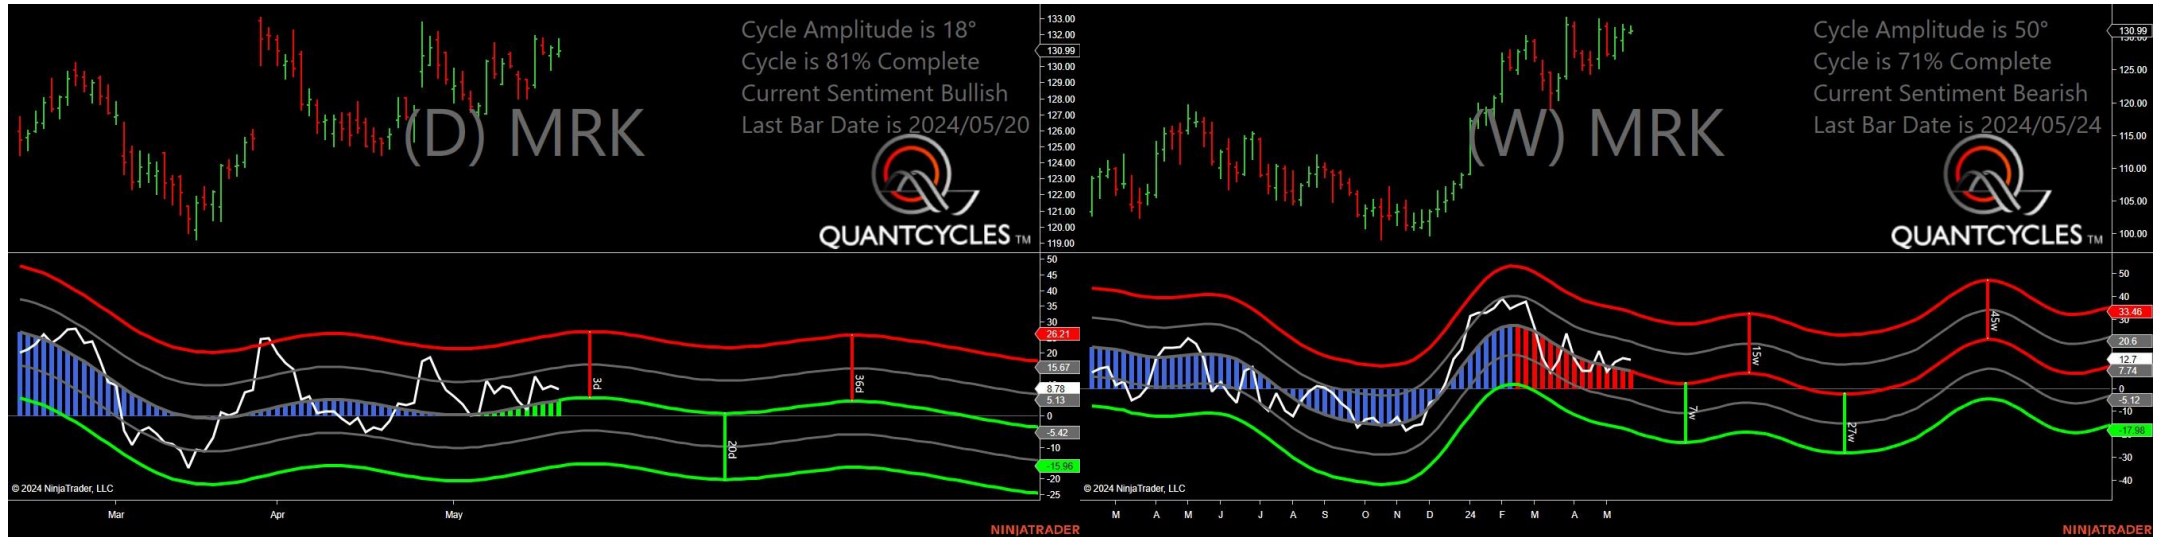 Cycle Amplitude is 18°
Cycle is 81% Complete
Current Sentiment Bullish
Last Bar Date is 2024/05/20
(D) MRK
QUANTCYCLES TM
133.00
132.00
130.99
130.00
129.00
128.00
127.00
126.00
125.00
124.00
123.00
122.00
121.00
120.00
119.00
50
45
40
35
30
26.21
20
15.67
8.78
5.13
0
-5.42
-10
-15.96
-20
-25
3d
36d
20d
© 2024 NinjaTrader, LLC
Mar Apr May
NINJATRADER
Cycle Amplitude is 50°
Cycle is 71% Complete
Current Sentiment Bearish
Last Bar Date is 2024/05/24
(W) MRK
QUANTCYCLES TM
130.99
125.00
120.00
115.00
110.00
105.00
100.00
50
40
33.46
30
20.6
12.7
7.74
0
-5.12
-10
-17.98
-30
-40
45w
15w
7w
27w
© 2024 NinjaTrader, LLC
M A M J J A S O N D 24 F M A M
NINJATRADER